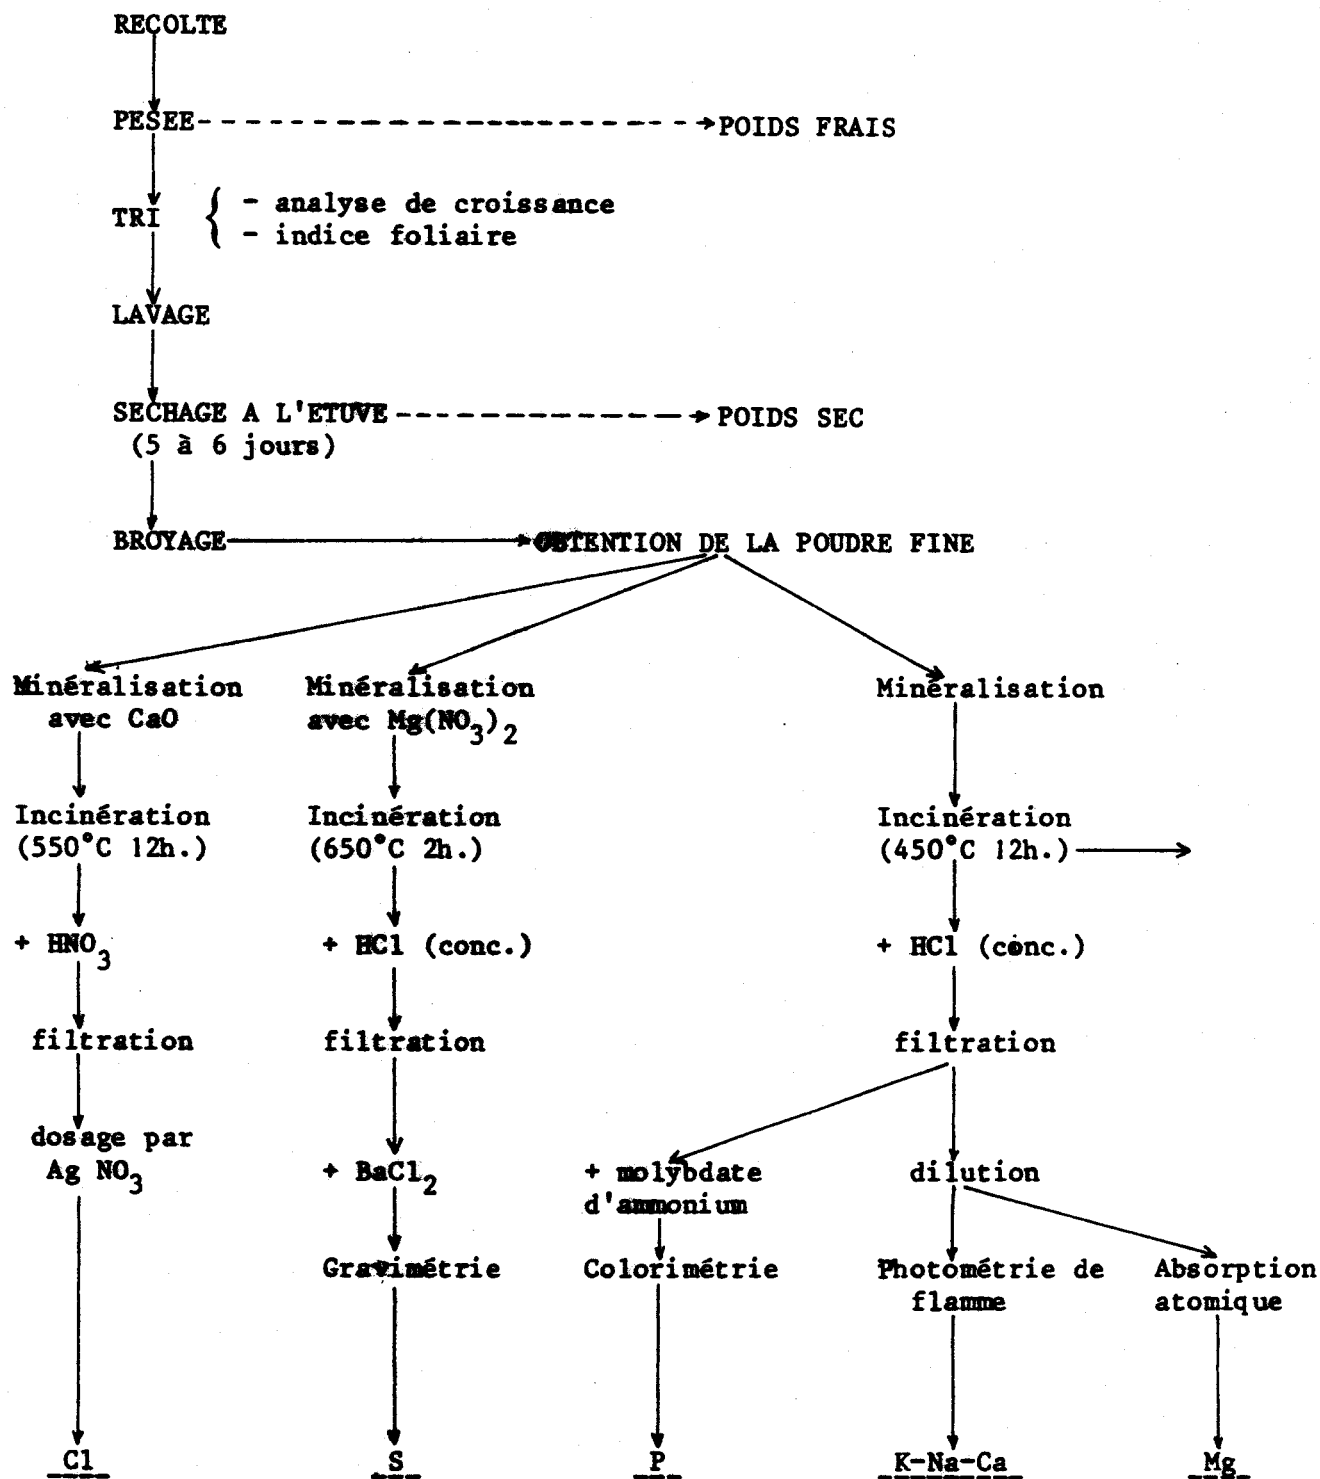 RECOLTE
PESEE
POIDS FRAIS
TRI
- analyse de croissance
- indice foliaire
LAVAGE
SECHAGE A L'ETUVE
POIDS SEC
(5 à 6 jours)
BROYAGE
OBTENTION DE LA POUDRE FINE
Minéralisation
avec CaO
Minéralisation
avec Mg(NO3)2
Minéralisation
Incinération
(550°C 12h.)
Incinération
(650°C 2h.)
Incinération
(450°C 12h.)
+ HNO3
+ HCl (conc.)
+ HCl (conc.)
filtration
filtration
filtration
dosage par
Ag NO3
+ BaCl2
+ molybdate
d'ammonium
dilution
Gravimétrie
Colorimétrie
Photométrie de
flamme
Absorption
atomique
Cl
S
P
K-Na-Ca
Mg